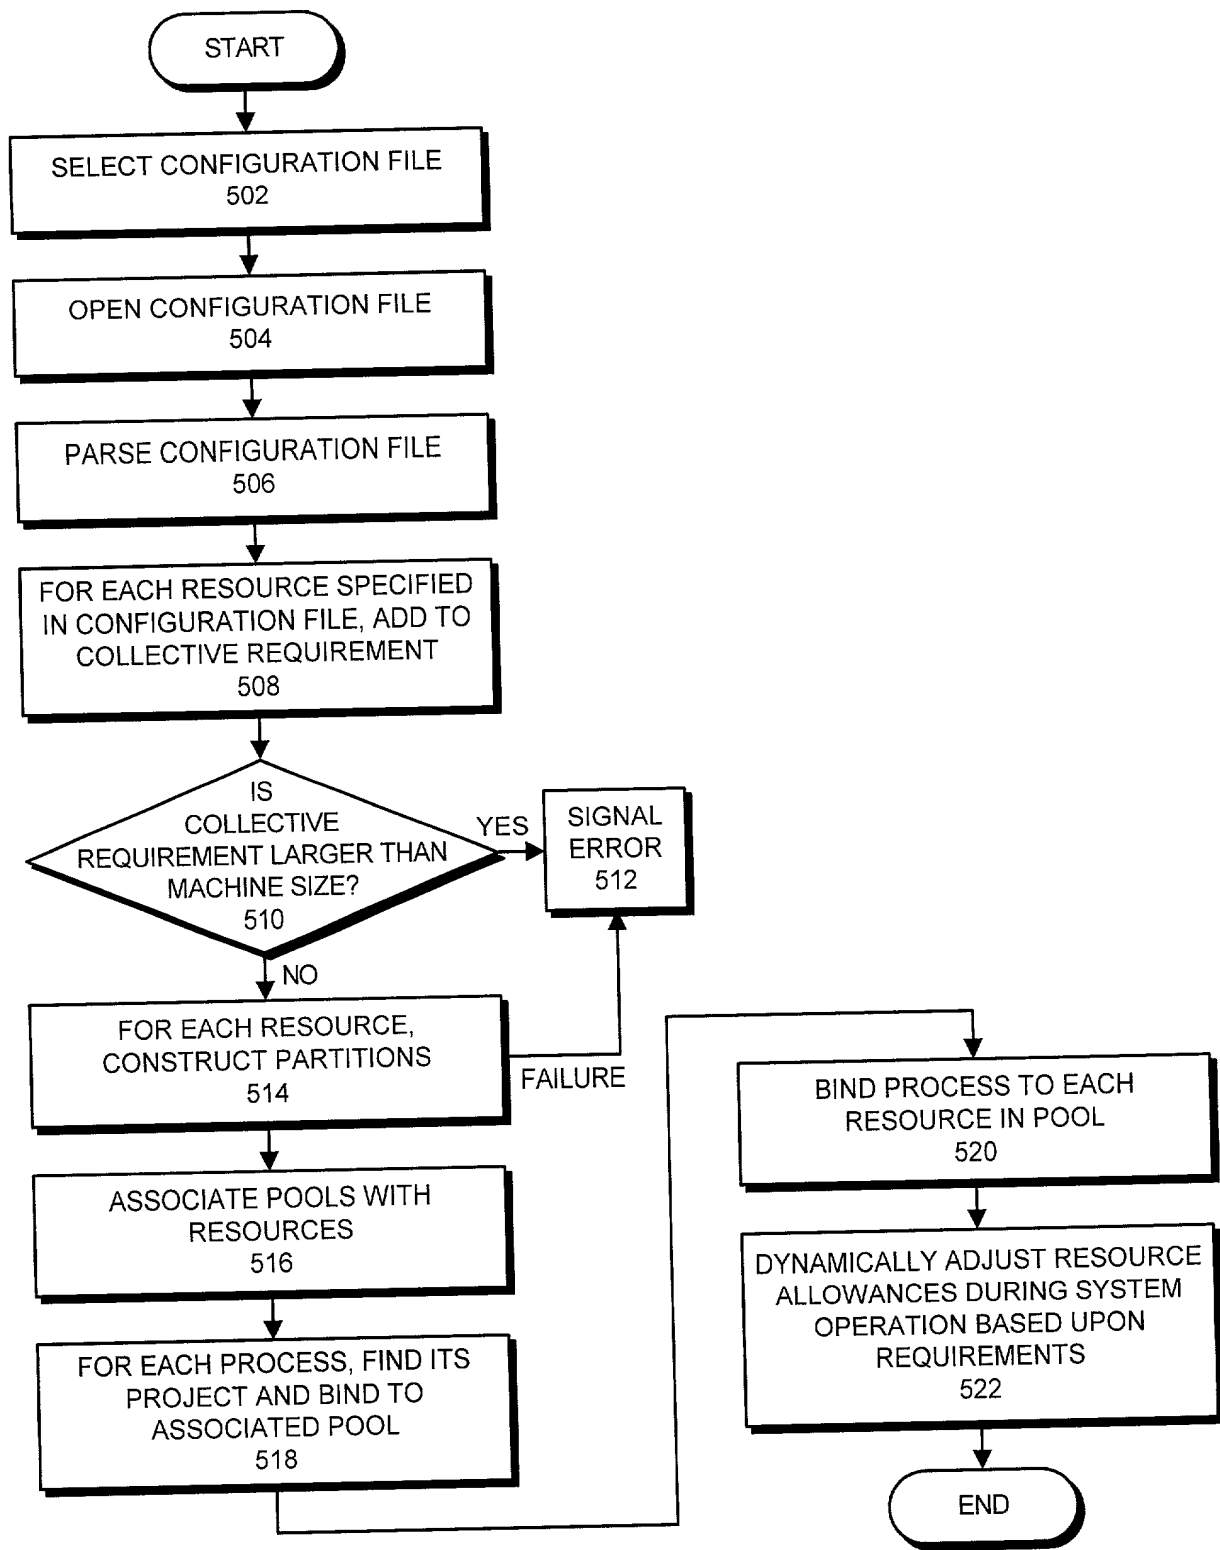 START
SELECT CONFIGURATION FILE
502
OPEN CONFIGURATION FILE
504
PARSE CONFIGURATION FILE
506
FOR EACH RESOURCE SPECIFIED
IN CONFIGURATION FILE, ADD TO
COLLECTIVE REQUIREMENT
508
IS
COLLECTIVE
REQUIREMENT LARGER THAN
MACHINE SIZE?
510
YES
SIGNAL
ERROR
512
NO
FOR EACH RESOURCE,
CONSTRUCT PARTITIONS
514
FAILURE
ASSOCIATE POOLS WITH
RESOURCES
516
FOR EACH PROCESS, FIND ITS
PROJECT AND BIND TO
ASSOCIATED POOL
518
BIND PROCESS TO EACH
RESOURCE IN POOL
520
DYNAMICALLY ADJUST RESOURCE
ALLOWANCES DURING SYSTEM
OPERATION BASED UPON
REQUIREMENTS
522
END